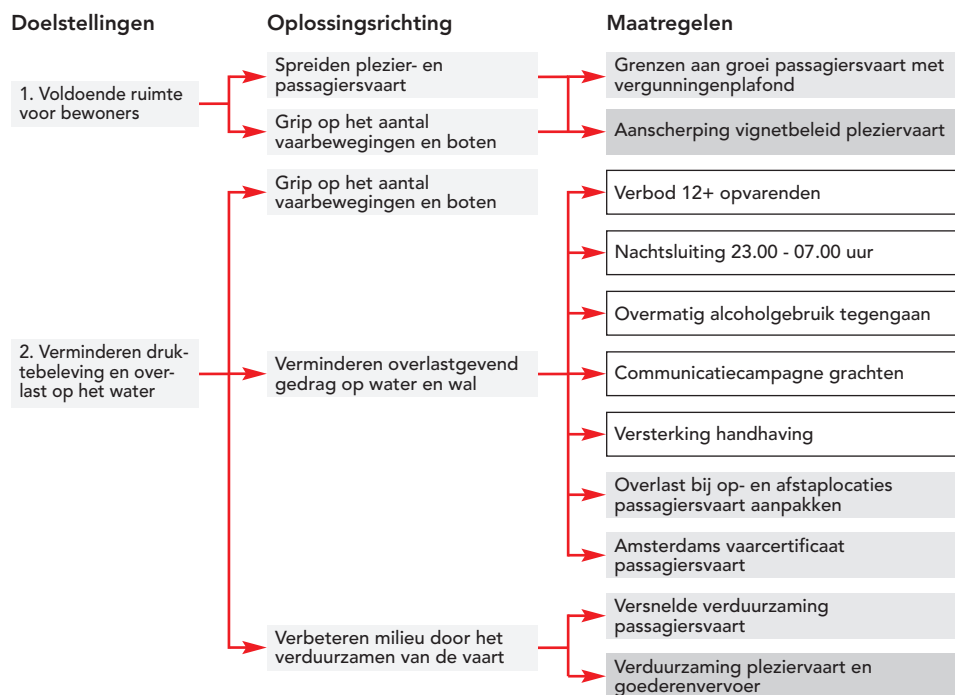 Doelstellingen
Oplossingsrichting
Maatregelen
1. Voldoende ruimte
voor bewoners
Spreiden plezier- en
passagiersvaart
Grip op het aantal
vaarbewegingen en boten
Grenzen aan groei passagiersvaart met
vergunningenplafond
Aanscherping vignetbeleid pleziervaart
2. Verminderen druk-
tebeleving en over-
last op het water
Grip op het aantal
vaarbewegingen en boten
Verminderen overlastgevend
gedrag op water en wal
Verbod 12+ opvarenden
Nachtsluiting 23.00 - 07.00 uur
Overmatig alcoholgebruik tegengaan
Communicatiecampagne grachten
Versterking handhaving
Overlast bij op- en afstaplocaties
passagiersvaart aanpakken
Amsterdams vaarcertificaat
passagiersvaart
Verbeteren milieu door het
verduurzamen van de vaart
Versnelde verduurzaming
passagiersvaart
Verduurzaming pleziervaart en
goederenvervoer